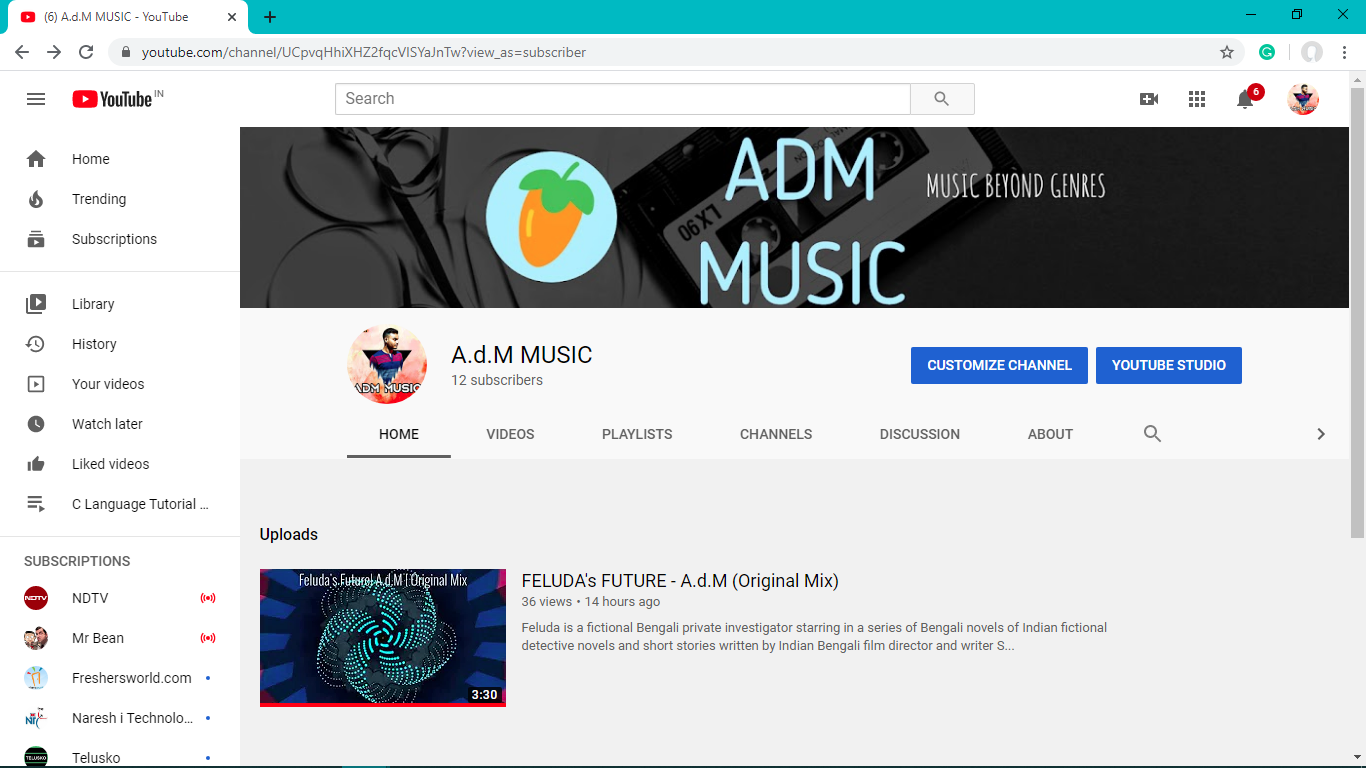 (6) A.d.M MUSIC - YouTube
youtube.com/channel/UCpvqHhiXHZ2fqcVlSYaJnTw?view_as=subscriber
YouTube IN
Search
6
Home
Trending
Subscriptions
Library
History
Your videos
Watch later
Liked videos
C Language Tutorial ...
SUBSCRIPTIONS
NDTV
NDTV
Mr Bean
Freshersworld.com
Naresh i Technolo...
TELUSKO
Telusko
LX90
ADM
MUSIC
MUSIC BEYOND GENRES
ADM MUSIC
A.d.M MUSIC
12 subscribers
CUSTOMIZE CHANNEL
YOUTUBE STUDIO
HOME
VIDEOS
PLAYLISTS
CHANNELS
DISCUSSION
ABOUT
Uploads
Feluda's Future| A.d.M | Original Mix
3:30
FELUDA's FUTURE - A.d.M (Original Mix)
36 views • 14 hours ago
Feluda is a fictional Bengali private investigator starring in a series of Bengali novels of Indian fictional
detective novels and short stories written by Indian Bengali film director and writer S...